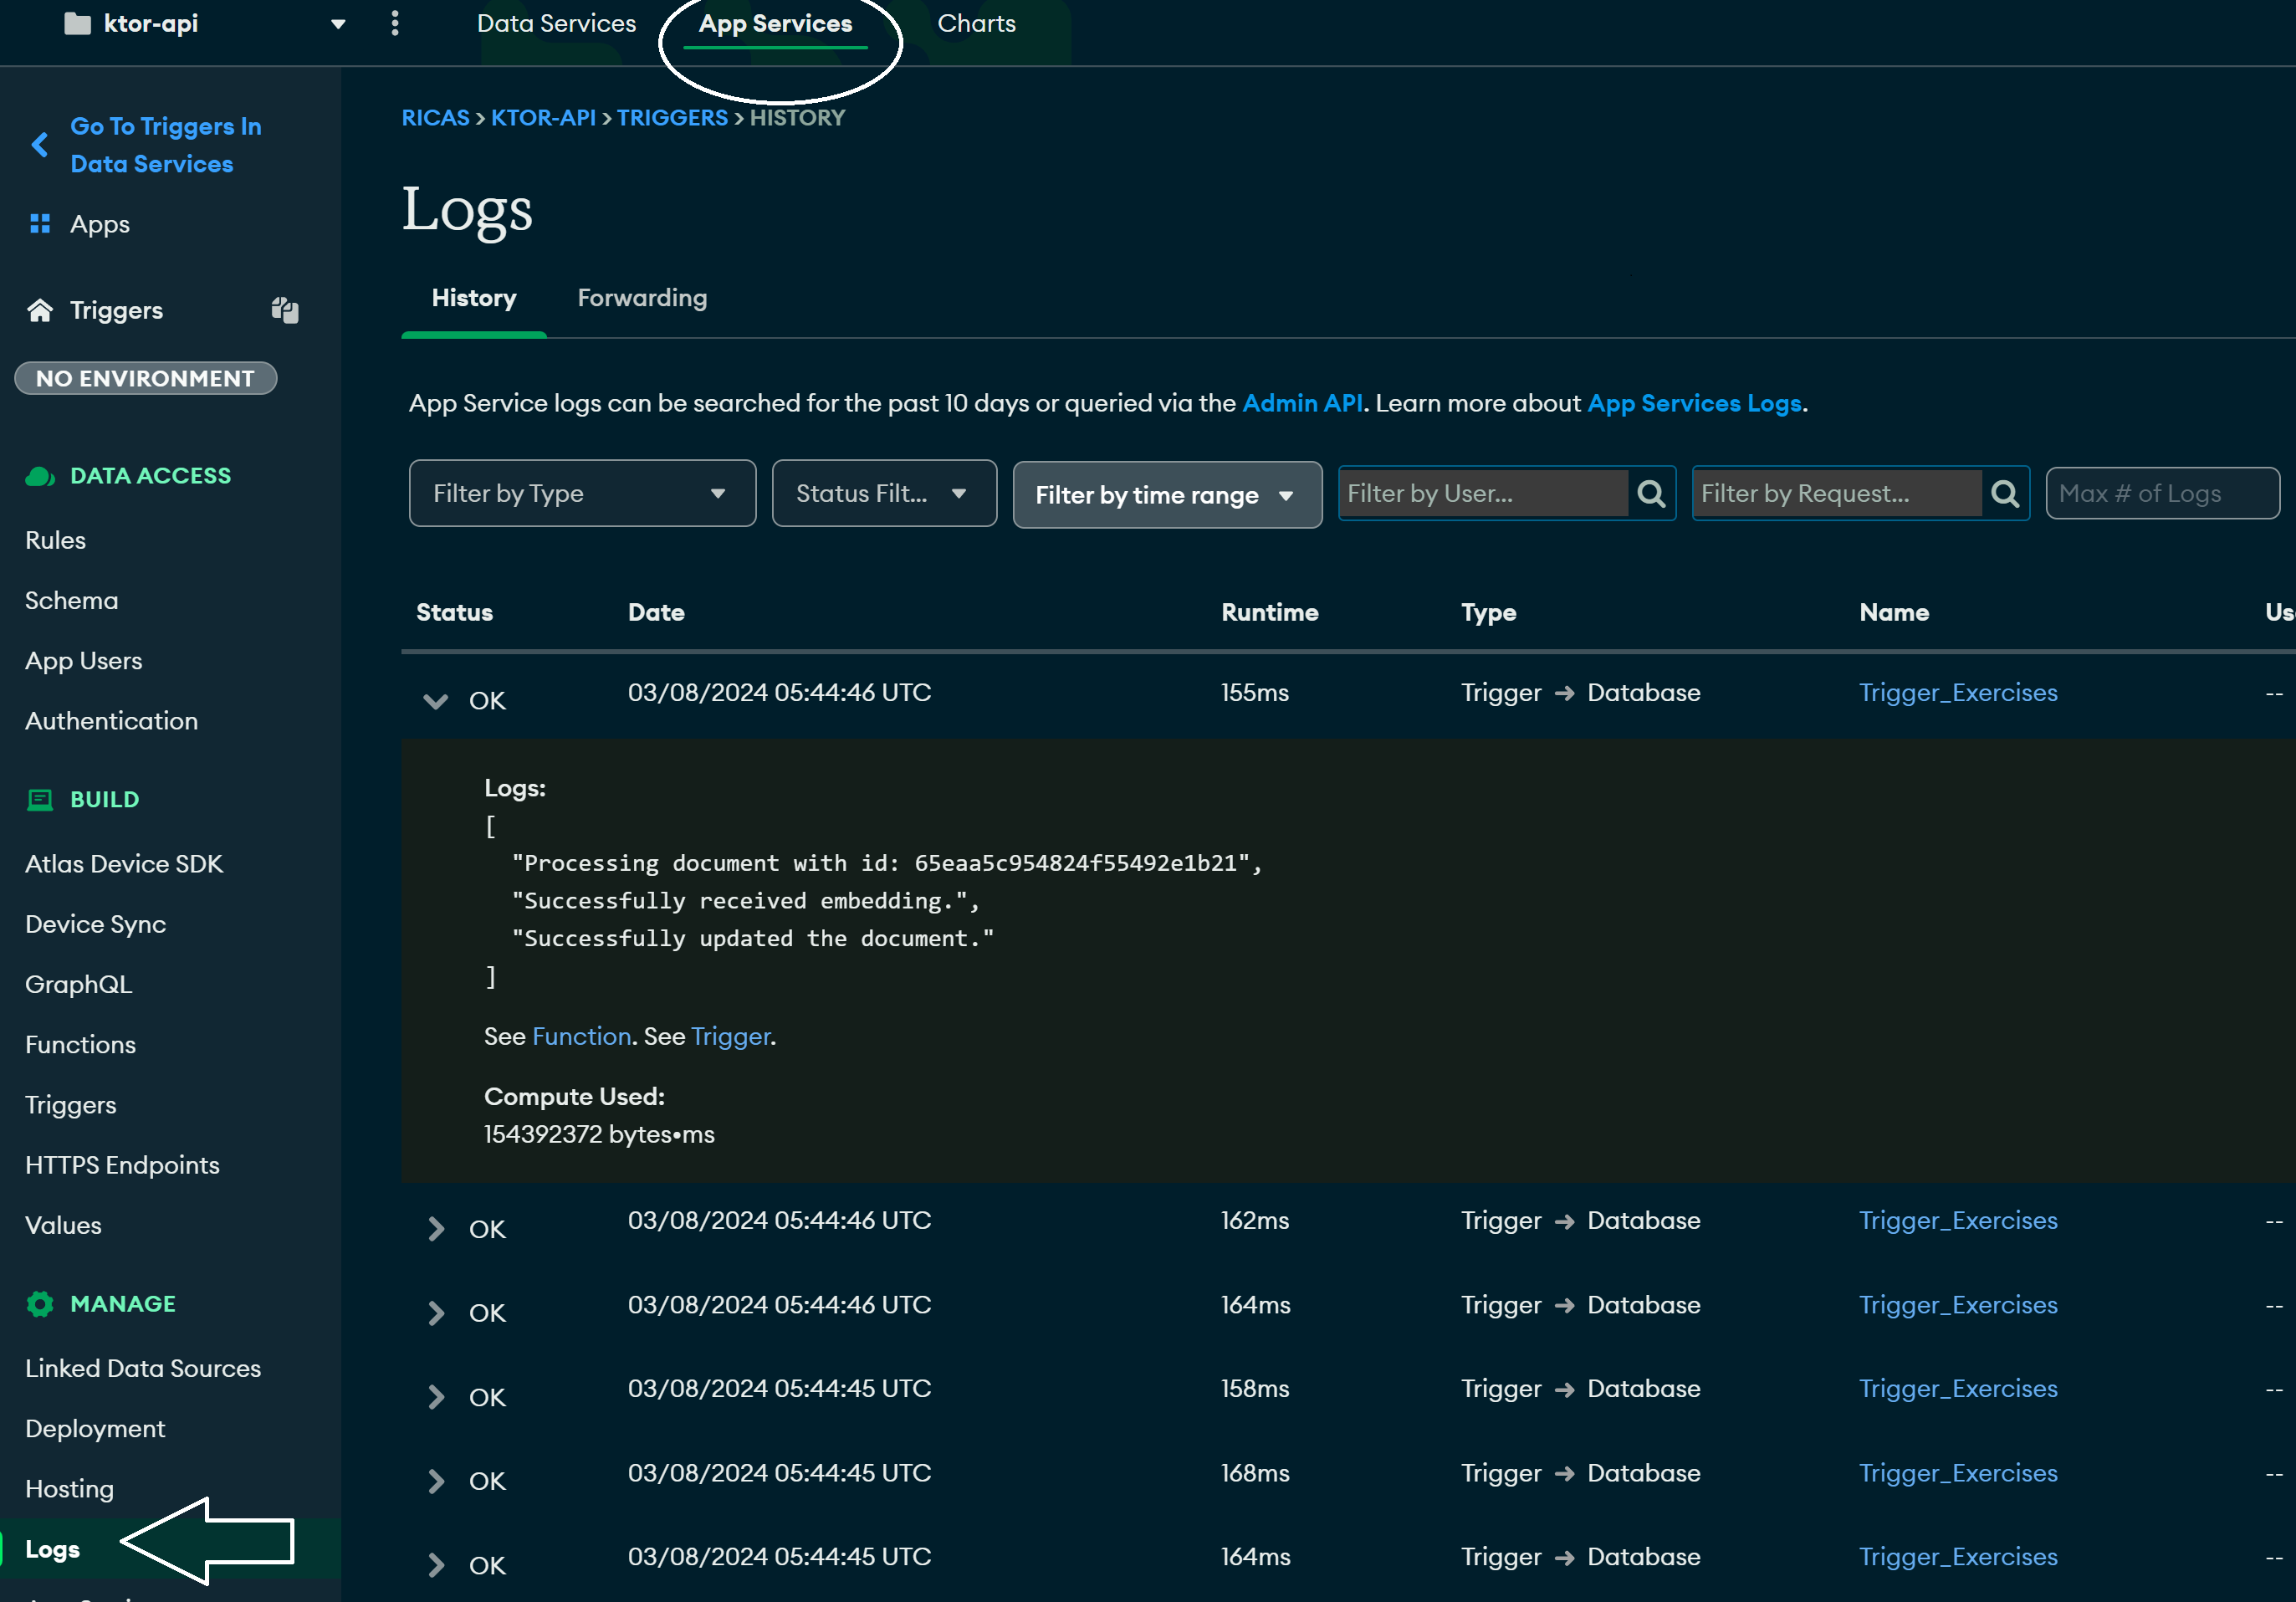 ktor-api
Data Services
App Services
Charts
Go To Triggers In
Data Services
Apps
Triggers
NO ENVIRONMENT
DATA ACCESS
Rules
Schema
App Users
Authentication
BUILD
Atlas Device SDK
Device Sync
GraphQL
Functions
Triggers
HTTPS Endpoints
Values
MANAGE
Linked Data Sources
Deployment
Hosting
Logs
RICAS > KTOR-API > TRIGGERS > HISTORY
Logs
History Forwarding
App Service logs can be searched for the past 10 days or queried via the Admin API. Learn more about App Services Logs.
Filter by Type Status Filt... Filter by time range Filter by User... Filter by Request... Max # of Logs
Status Date Runtime Type Name Us
OK 03/08/2024 05:44:46 UTC 155ms Trigger → Database Trigger_Exercises --
Logs:
[
"Processing document with id: 65eaa5c954824f55492e1b21",
"Successfully received embedding.",
"Successfully updated the document."
]
See Function. See Trigger.
Compute Used:
154392372 bytes•ms
OK 03/08/2024 05:44:46 UTC 162ms Trigger → Database Trigger_Exercises --
OK 03/08/2024 05:44:46 UTC 164ms Trigger → Database Trigger_Exercises --
OK 03/08/2024 05:44:45 UTC 158ms Trigger → Database Trigger_Exercises --
OK 03/08/2024 05:44:45 UTC 168ms Trigger → Database Trigger_Exercises --
OK 03/08/2024 05:44:45 UTC 164ms Trigger → Database Trigger_Exercises --